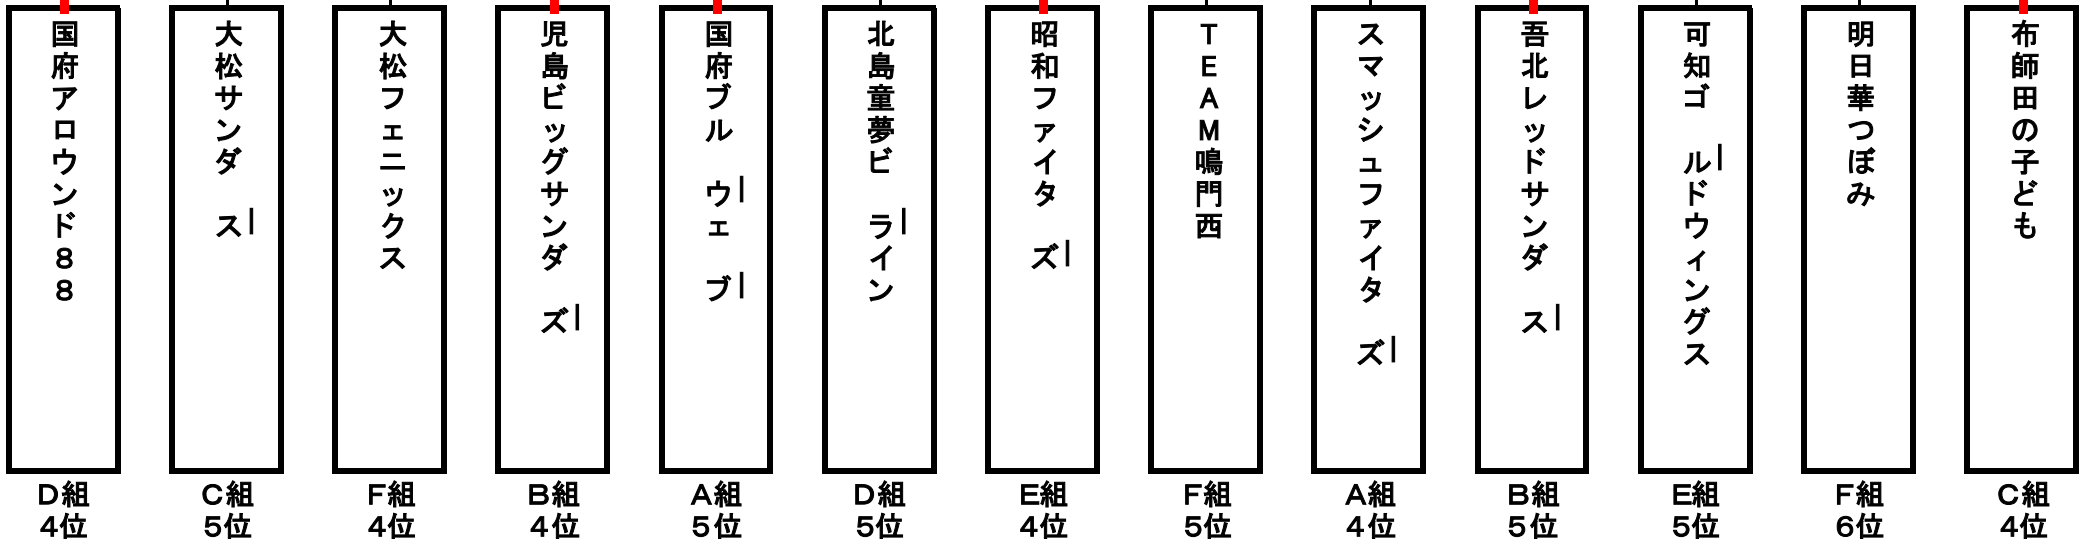 国府アロウンド８８
D組
4位
大松サンダース
C組
5位
大松フェニックス
F組
4位
児島ビッグサンダーズ
B組
4位
国府ブルーウェーブ
A組
5位
北島童夢ビーライン
D組
5位
昭和ファイターズ
E組
4位
ＴＥＡＭ鳴門西
F組
5位
スマッシュファイターズ
A組
4位
吾北レッドサンダース
B組
5位
可知ゴールドウィングス
E組
5位
明日華つぼみ
F組
6位
布師田の子ども
C組
4位